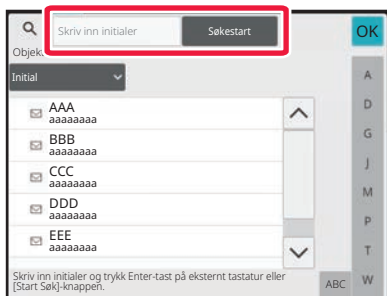 Skriv inn initialer
Søkestart
OK
Objek
Initial
AAA
aaaaaaaa
BBB
aaaaaaaa
CCC
aaaaaaaa
DDD
aaaaaaaa
EEE
aaaaaaaa
A
D
G
J
M
P
T
W
ABC
Skriv inn initialer og trykk Enter-tast på eksternt tastatur eller
[Start Søk]-knappen.